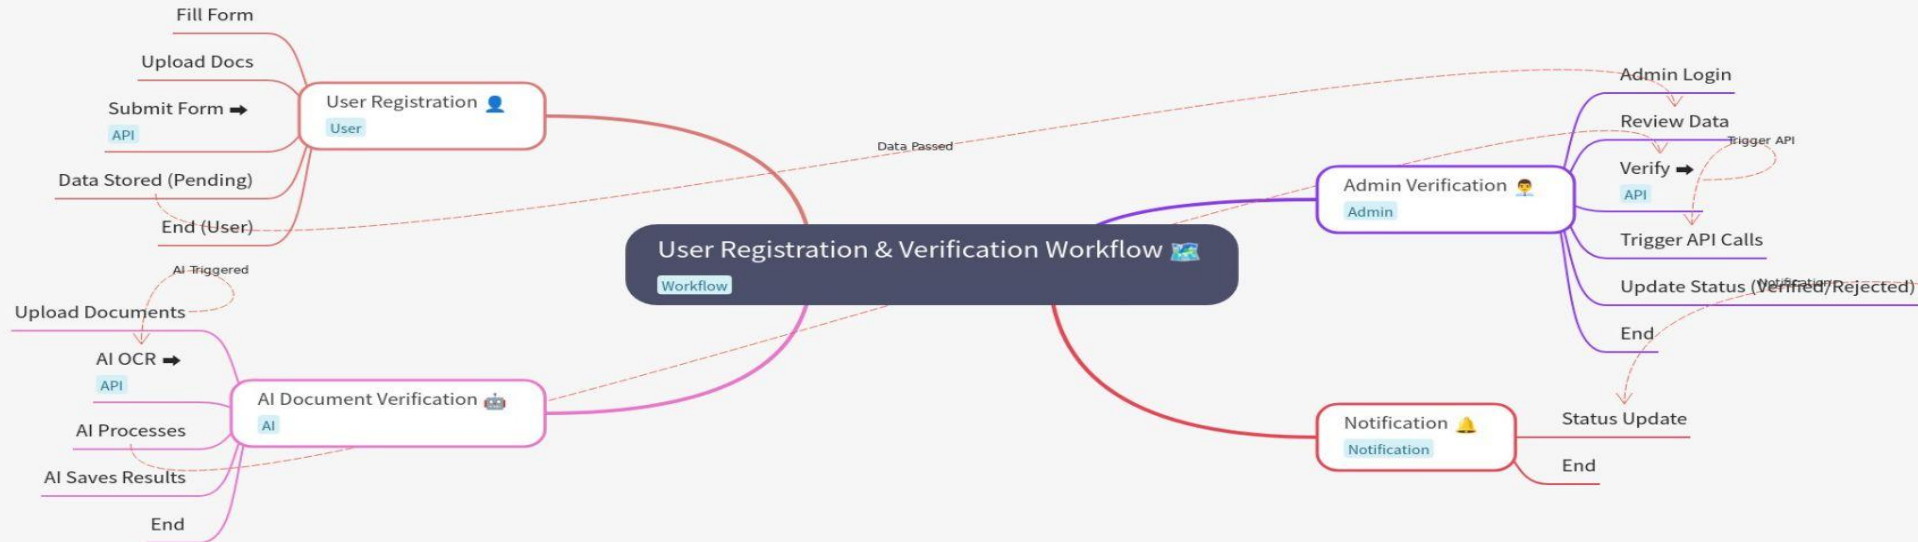 Fill Form
Upload Docs
Submit Form ➡
API
Data Stored (Pending)
End (User)
User Registration 👤
User
AI Triggered
Upload Documents
AI OCR ➡
API
AI Processes
AI Saves Results
End
AI Document Verification 🤖
AI
Data Passed
User Registration & Verification Workflow 🗺️
Workflow
Admin Verification 👨‍💼
Admin
Admin Login
Review Data
Trigger API
Verify ➡
API
Trigger API Calls
Update Status (Verified/Rejected)
Notification
End
Notification 🔔
Notification
Status Update
End